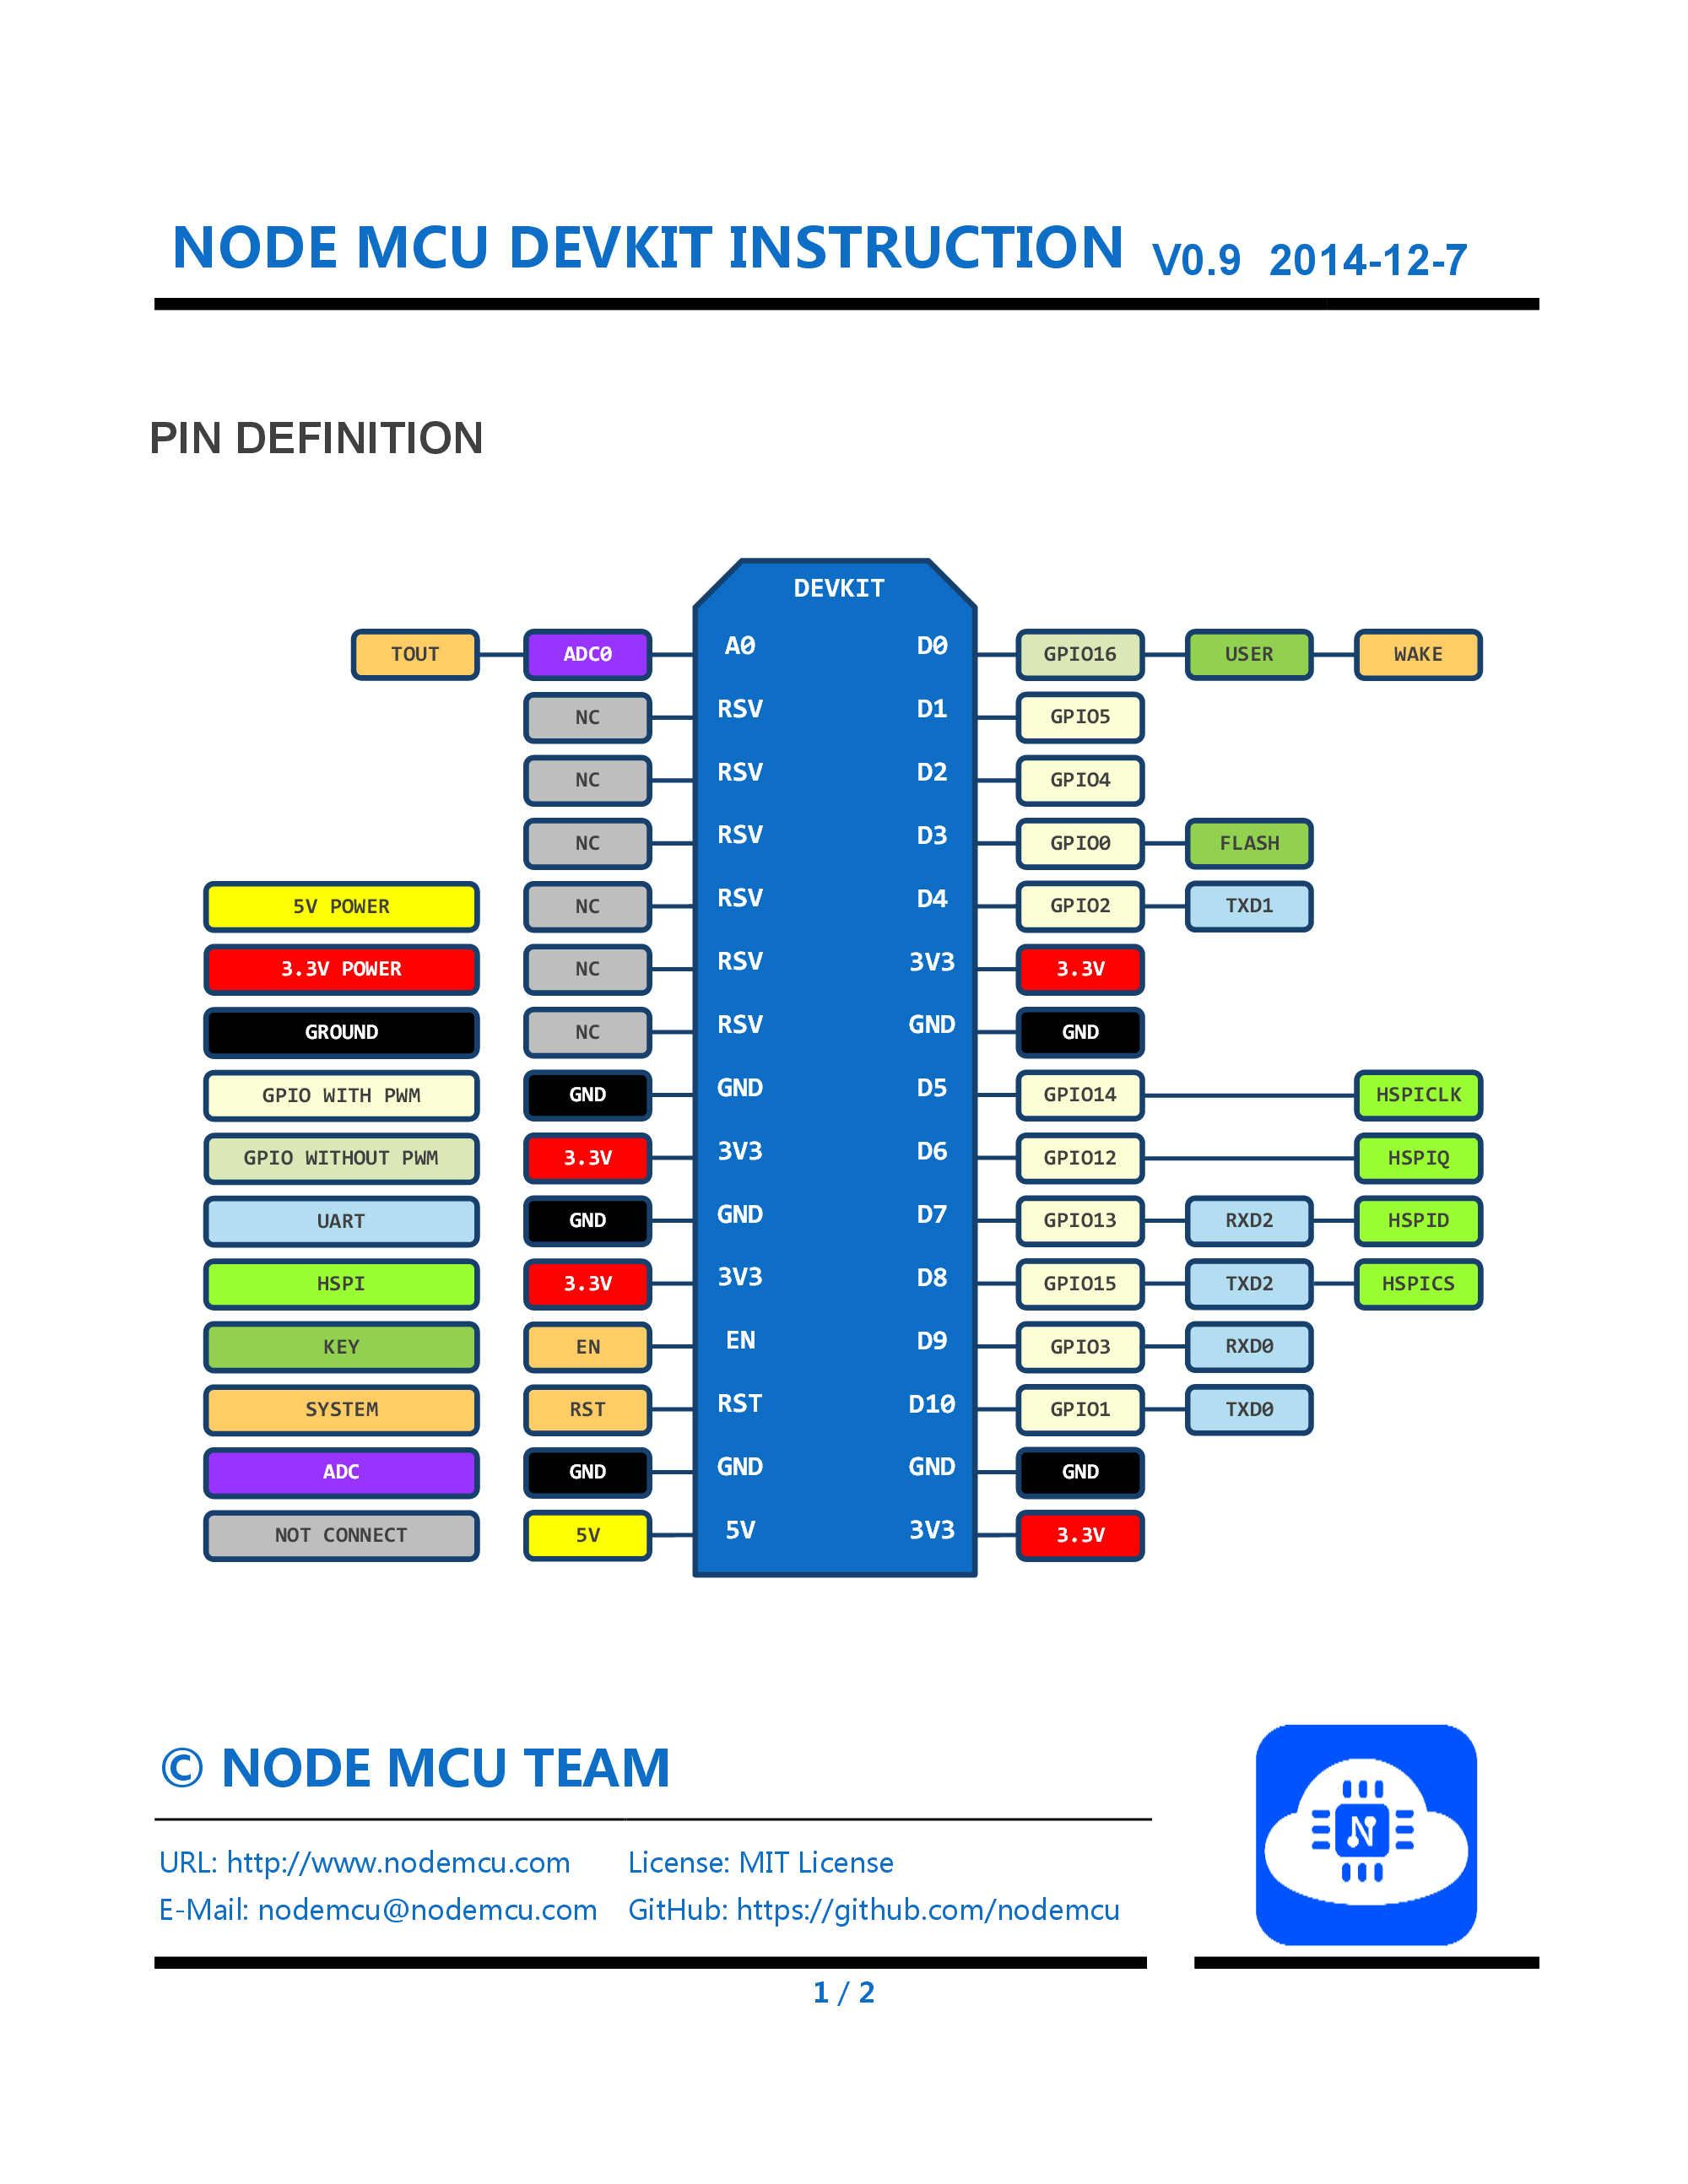 NODE MCU DEVKIT INSTRUCTION V0.9 2014-12-7
PIN DEFINITION
DEVKIT
TOUT ADC0 A0 D0 GPIO16 USER WAKE
NC RSV D1 GPIO5
NC RSV D2 GPIO4
NC RSV D3 GPIO0 FLASH
5V POWER NC RSV D4 GPIO2 TXD1
3.3V POWER NC RSV 3V3 3.3V
GROUND NC RSV GND GND
GPIO WITH PWM GND GND D5 GPIO14 HSPICLK
GPIO WITHOUT PWM 3.3V 3V3 D6 GPIO12 HSPIQ
UART GND GND D7 GPIO13 RXD2 HSPID
HSPI 3.3V 3V3 D8 GPIO15 TXD2 HSPICS
KEY EN EN D9 GPIO3 RXD0
SYSTEM RST RST D10 GPIO1 TXD0
ADC GND GND GND GND
NOT CONNECT 5V 5V 3V3 3.3V
© NODE MCU TEAM
URL: http://www.nodemcu.com License: MIT License
E-Mail: nodemcu@nodemcu.com GitHub: https://github.com/nodemcu
N
1 / 2